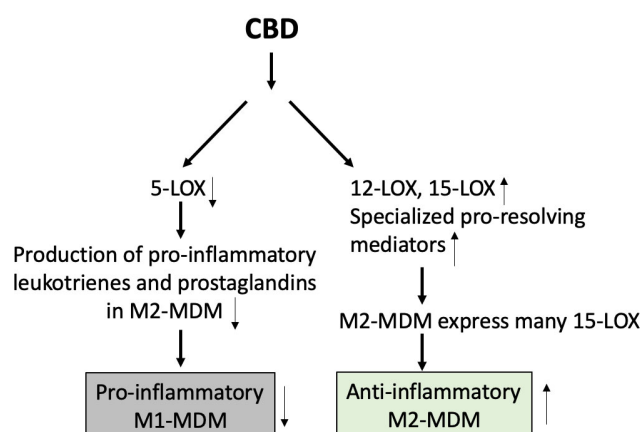 CBD
5-LOX
Production of pro-inflammatory
leukotrienes and prostaglandins
in M2-MDM
Pro-inflammatory
M1-MDM
12-LOX, 15-LOX
Specialized pro-resolving
mediators
M2-MDM express many 15-LOX
Anti-inflammatory
M2-MDM